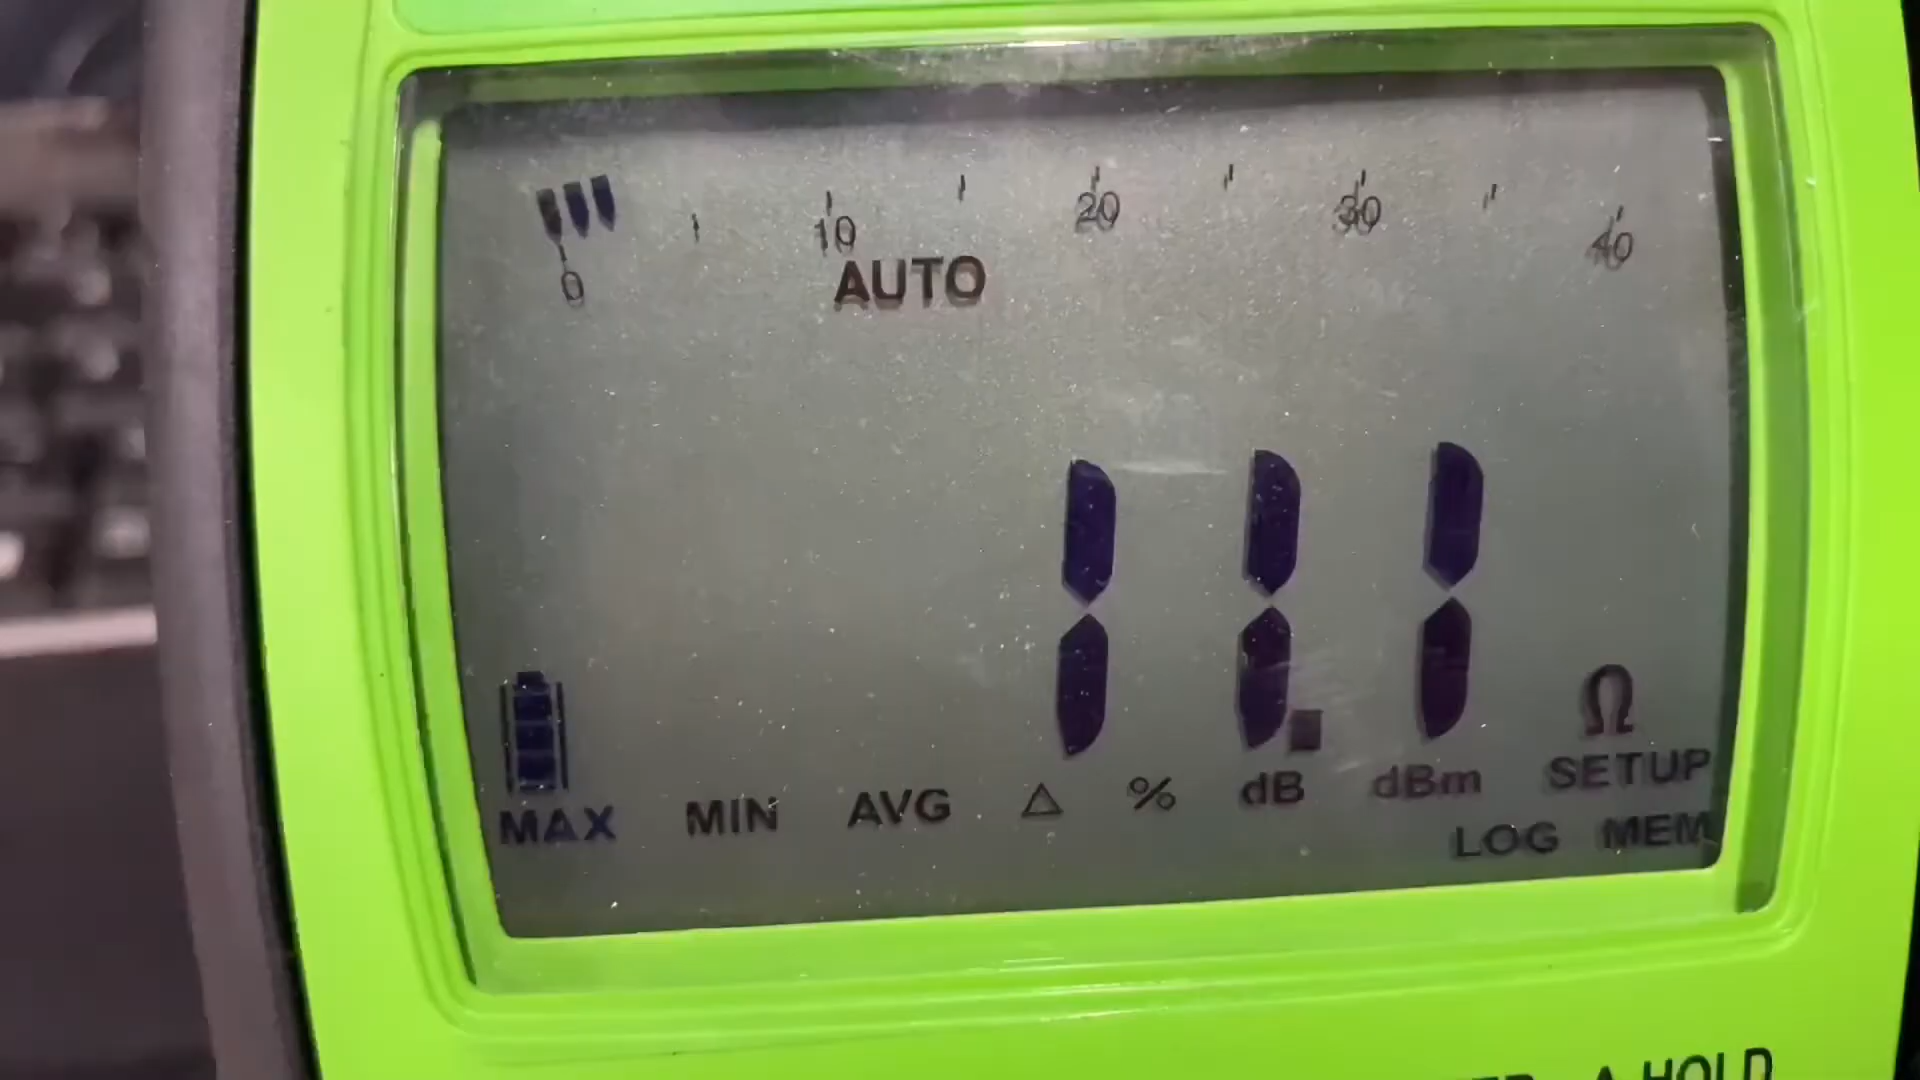 0 10 20 30 40
AUTO
11.1 Ω
SETUP
MAX MIN AVG △ % dB dBm
LOG MEM
HOLD